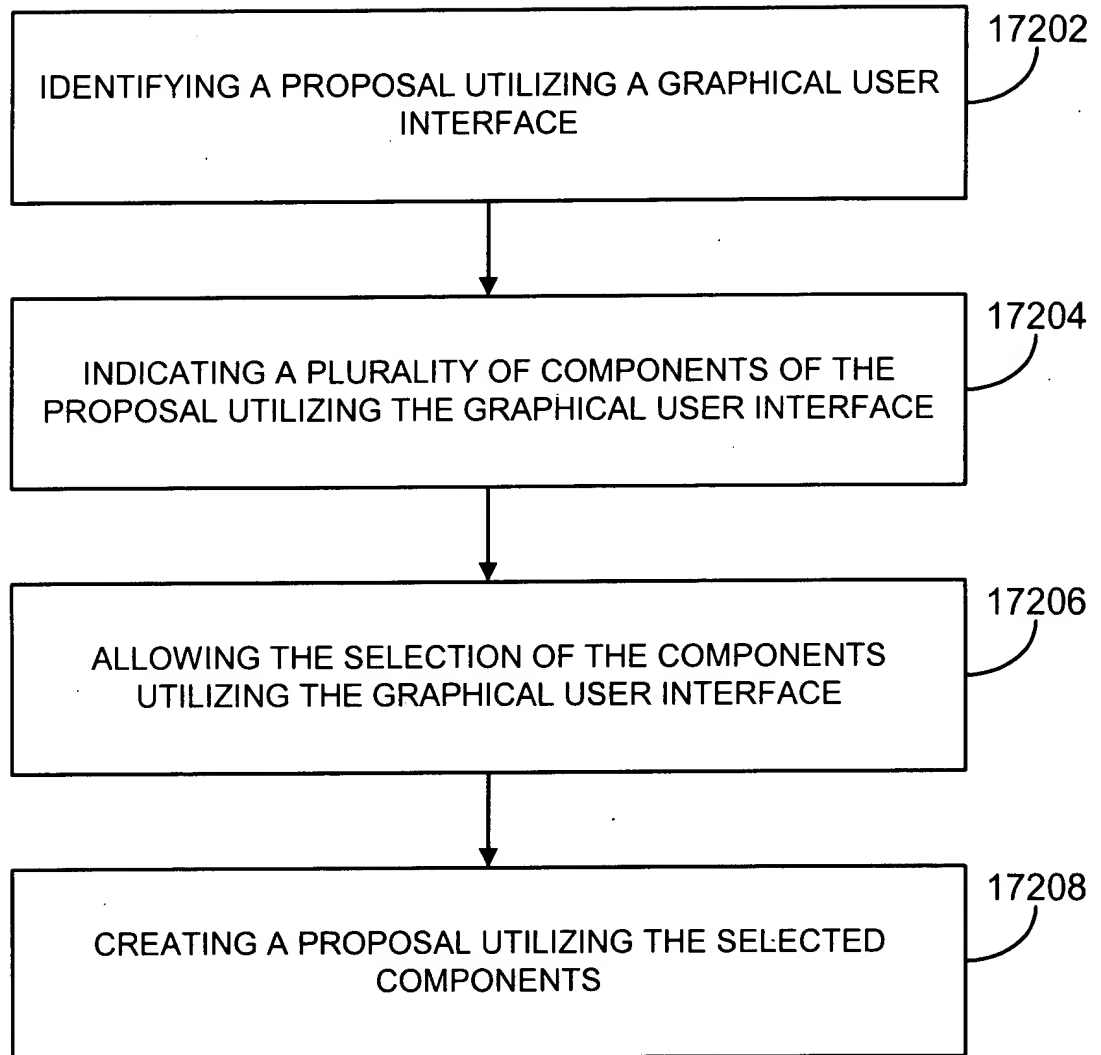 17202
IDENTIFYING A PROPOSAL UTILIZING A GRAPHICAL USER
INTERFACE
17204
INDICATING A PLURALITY OF COMPONENTS OF THE
PROPOSAL UTILIZING THE GRAPHICAL USER INTERFACE
17206
ALLOWING THE SELECTION OF THE COMPONENTS
UTILIZING THE GRAPHICAL USER INTERFACE
17208
CREATING A PROPOSAL UTILIZING THE SELECTED
COMPONENTS